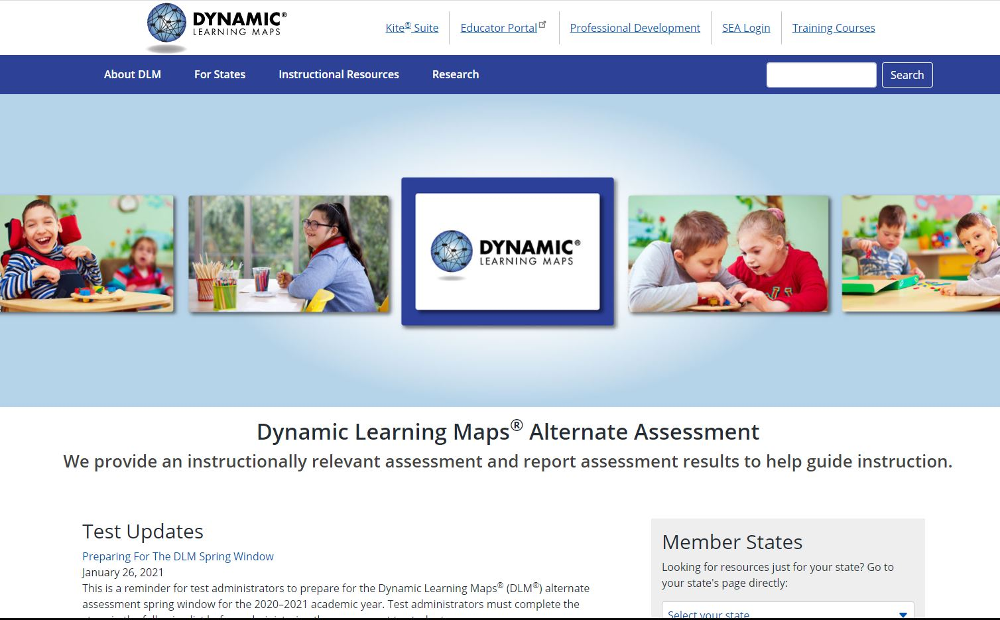 DYNAMIC®
LEARNING MAPS
Kite® Suite
Educator Portal
Professional Development
SEA Login
Training Courses
About DLM
For States
Instructional Resources
Research
Search
DYNAMIC®
LEARNING MAPS
Dynamic Learning Maps® Alternate Assessment
We provide an instructionally relevant assessment and report assessment results to help guide instruction.
Test Updates
Preparing For The DLM Spring Window
January 26, 2021
This is a reminder for test administrators to prepare for the Dynamic Learning Maps® (DLM®) alternate
assessment spring window for the 2020–2021 academic year. Test administrators must complete the
Member States
Looking for resources just for your state? Go to
your state's page directly:
Select your state